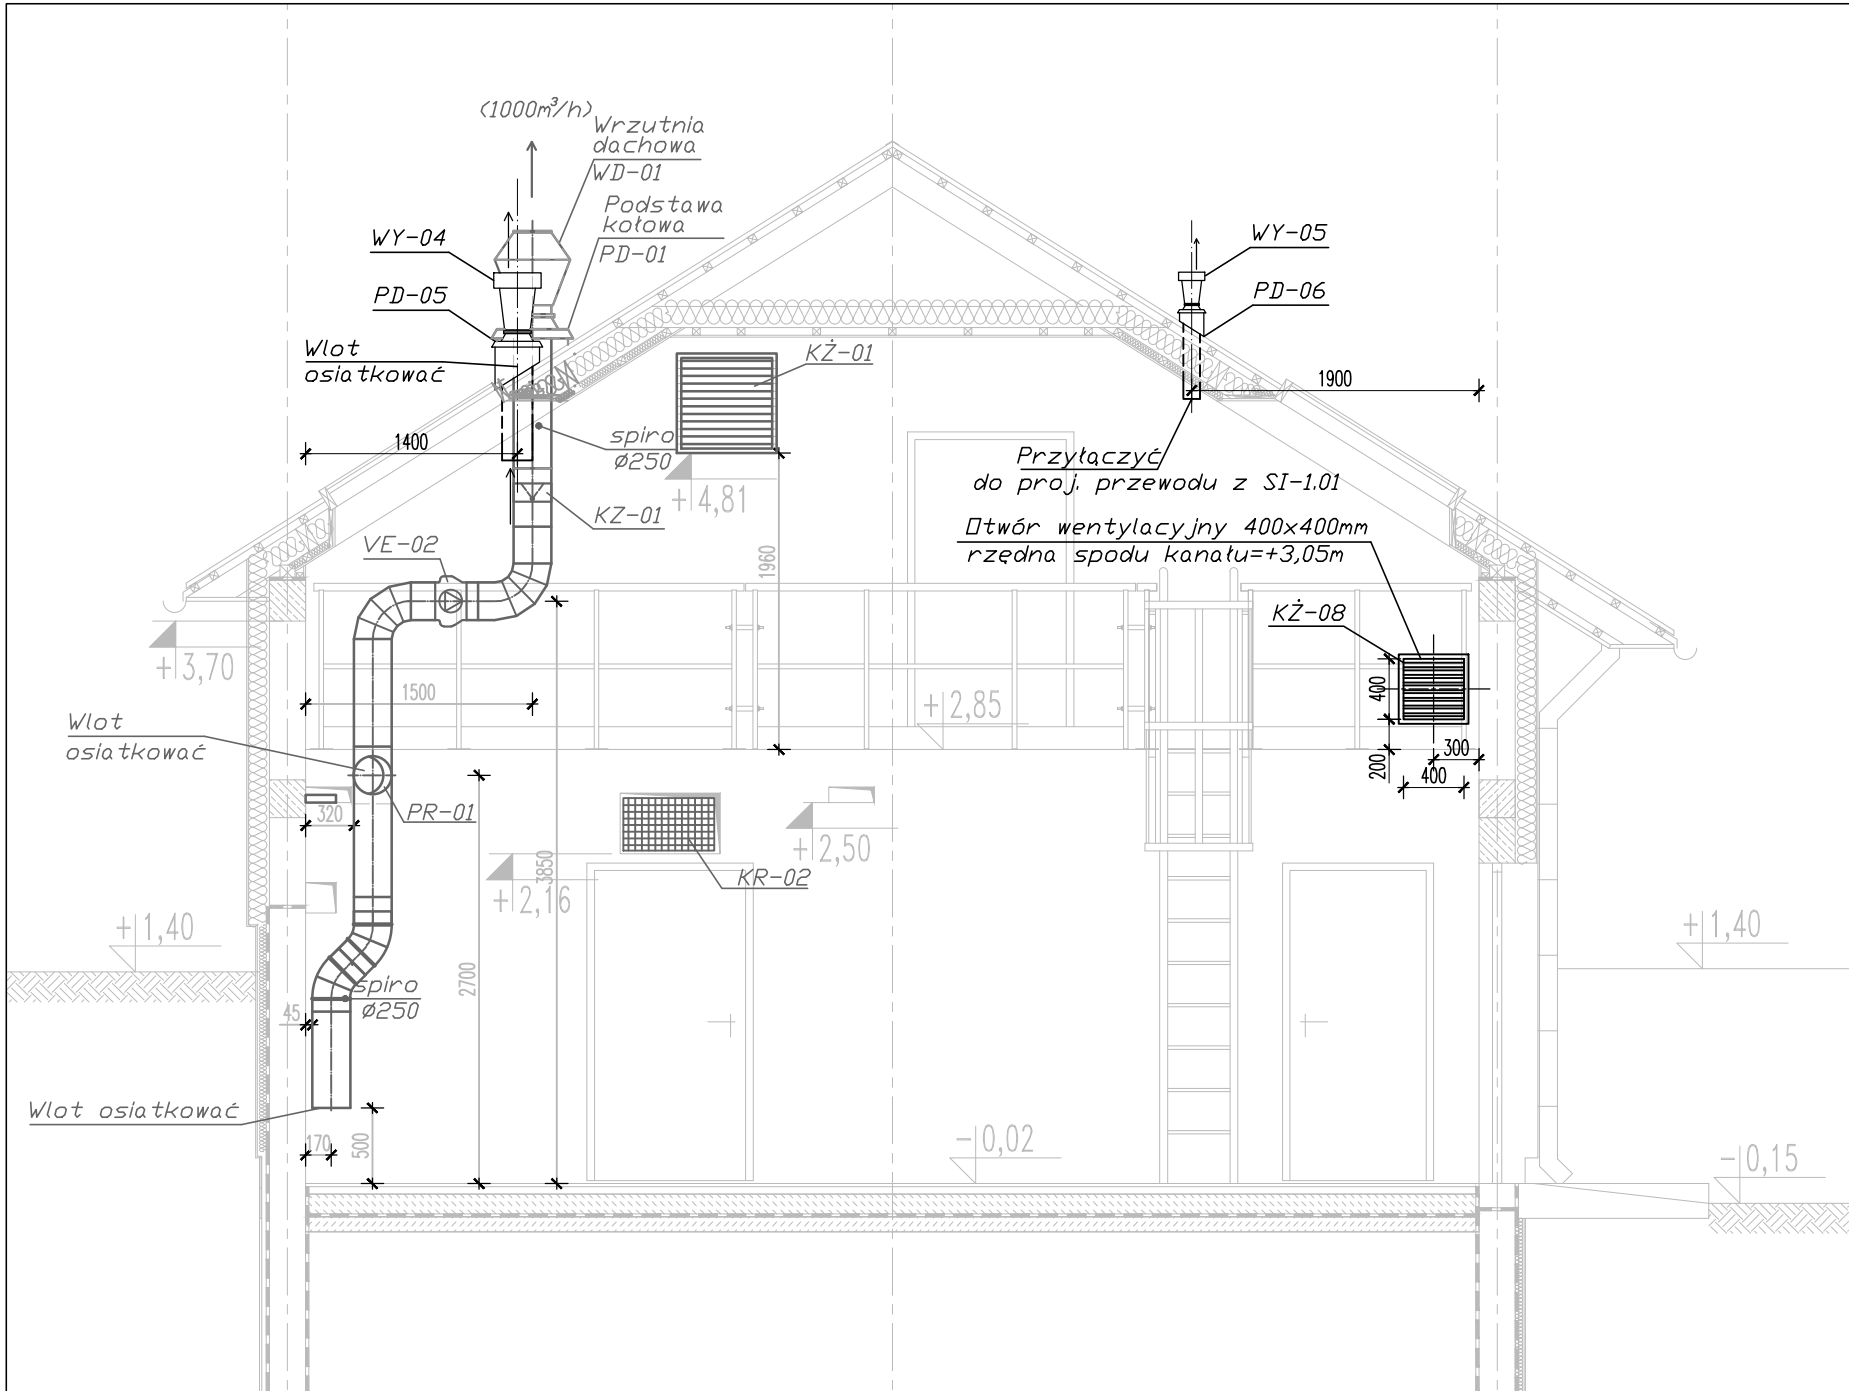 (1000m³/h)
Wrzutnia
dachowa
WD-01
Podstawa
kołowa
PD-01
WY-04
PD-05
Wlot
osiatkować
1400
spiro
ø250
KŻ-01
+4,81
KZ-01
VE-02
WY-05
PD-06
1900
Przyłączyć
do proj. przewodu z SI-1.01
Otwór wentylacyjny 400x400mm
rzędna spodu kanału=+3,05m
KŻ-08
1960
+3,70
1500
+2,85
400
200
300
400
Wlot
osiatkować
320
PR-01
+2,50
KR-02
+2,16
3850
2700
+1,40
+1,40
spiro
ø250
45
Wlot osiatkować
170
500
-0,02
-0,15